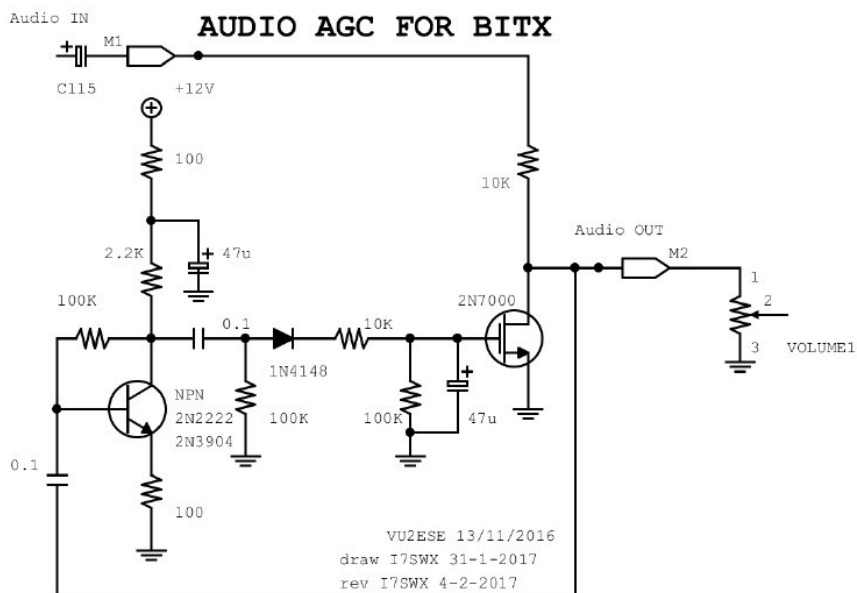 Audio IN
AUDIO AGC FOR BITX
M1
C115
+12V
100
10K
Audio OUT
M2
2.2K
47u
1
2
3
VOLUME1
100K
0.1
10K
2N7000
1N4148
NPN
2N2222
2N3904
100K
100K
47u
0.1
100
VU2ESE 13/11/2016
draw I7SWX 31-1-2017
rev I7SWX 4-2-2017